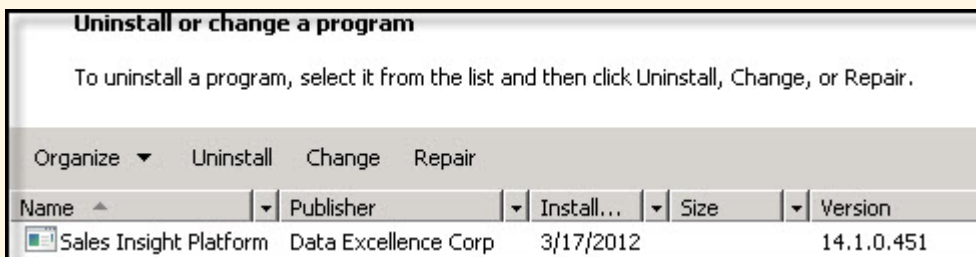 Uninstall or change a program
To uninstall a program, select it from the list and then click Uninstall, Change, or Repair.
Organize Uninstall Change Repair
Name Publisher Install... Size Version
Sales Insight Platform Data Excellence Corp 3/17/2012 14.1.0.451